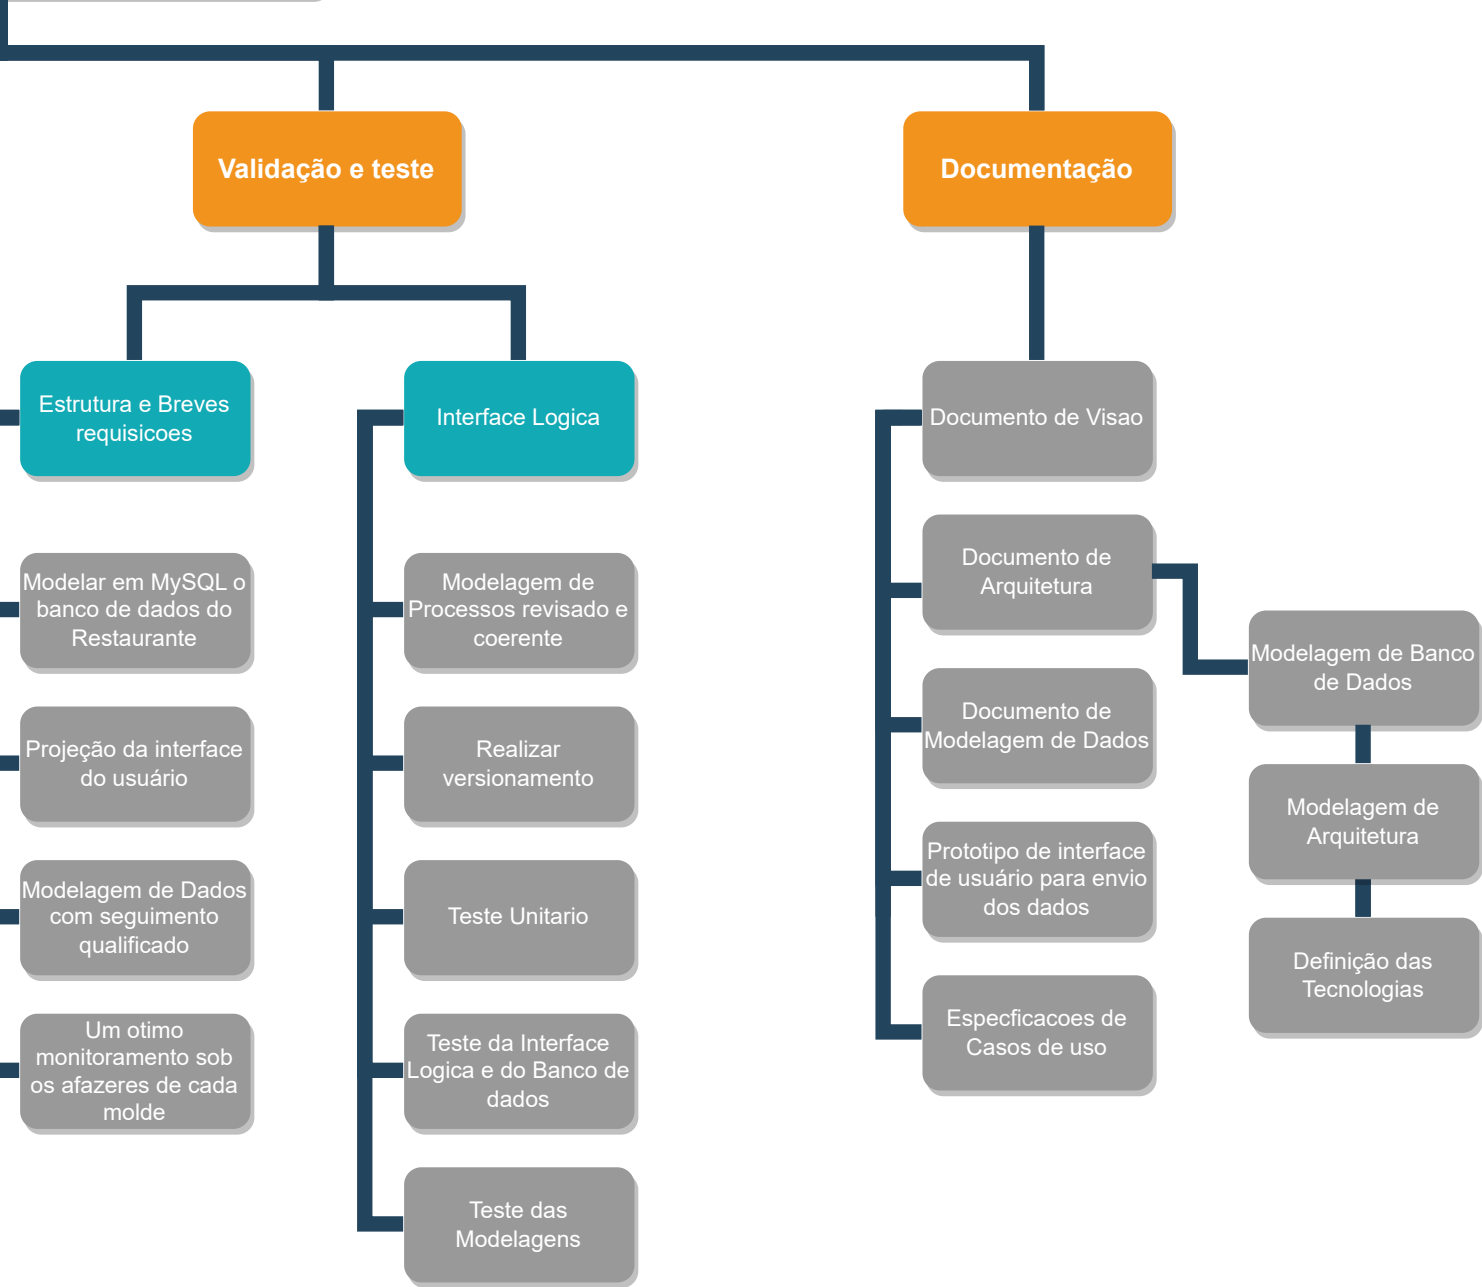 Validação e teste
Documentação
Estrutura e Breves
requisicoes
Modelar em MySQL o
banco de dados do
Restaurante
Projeção da interface
do usuário
Modelagem de Dados
com seguimento
qualificado
Um otimo
monitoramento sob
os afazeres de cada
molde
Interface Logica
Modelagem de
Processos revisado e
coerente
Realizar
versionamento
Teste Unitario
Teste da Interface
Logica e do Banco de
dados
Teste das
Modelagens
Documento de Visao
Documento de
Arquitetura
Documento de
Modelagem de Dados
Prototipo de interface
de usuário para envio
dos dados
Especficacoes de
Casos de uso
Modelagem de Banco
de Dados
Modelagem de
Arquitetura
Definição das
Tecnologias